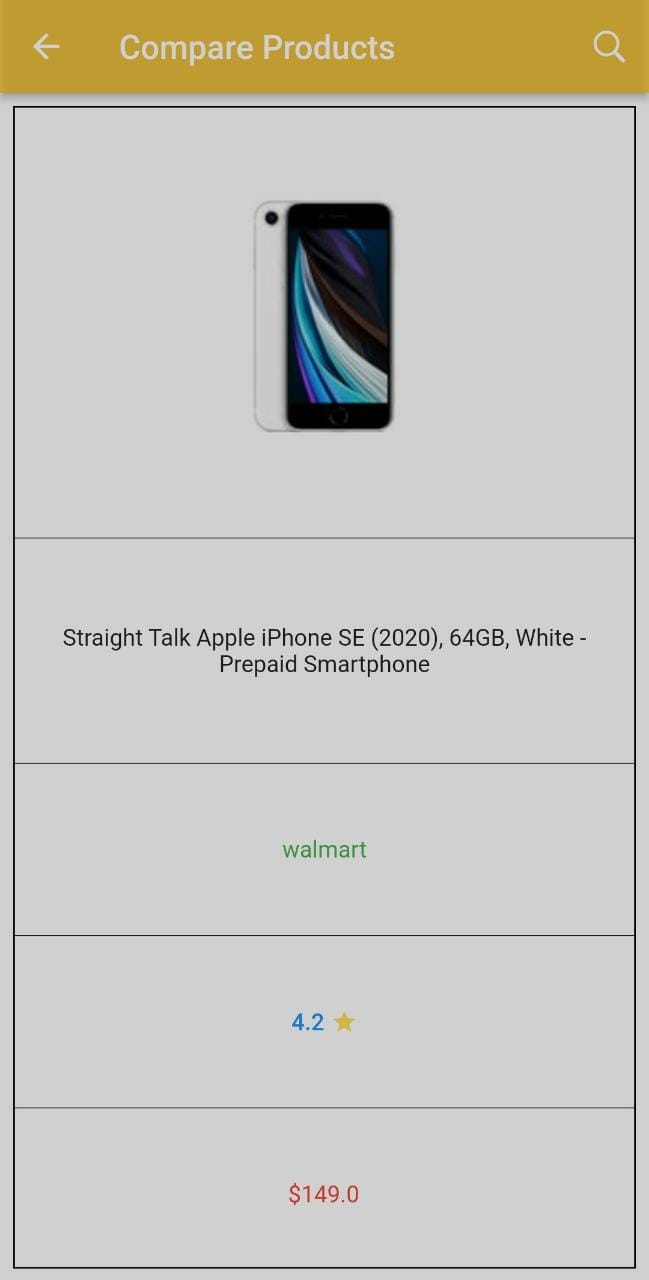 Compare Products
Straight Talk Apple iPhone SE (2020), 64GB, White -
Prepaid Smartphone
walmart
4.2
$149.0